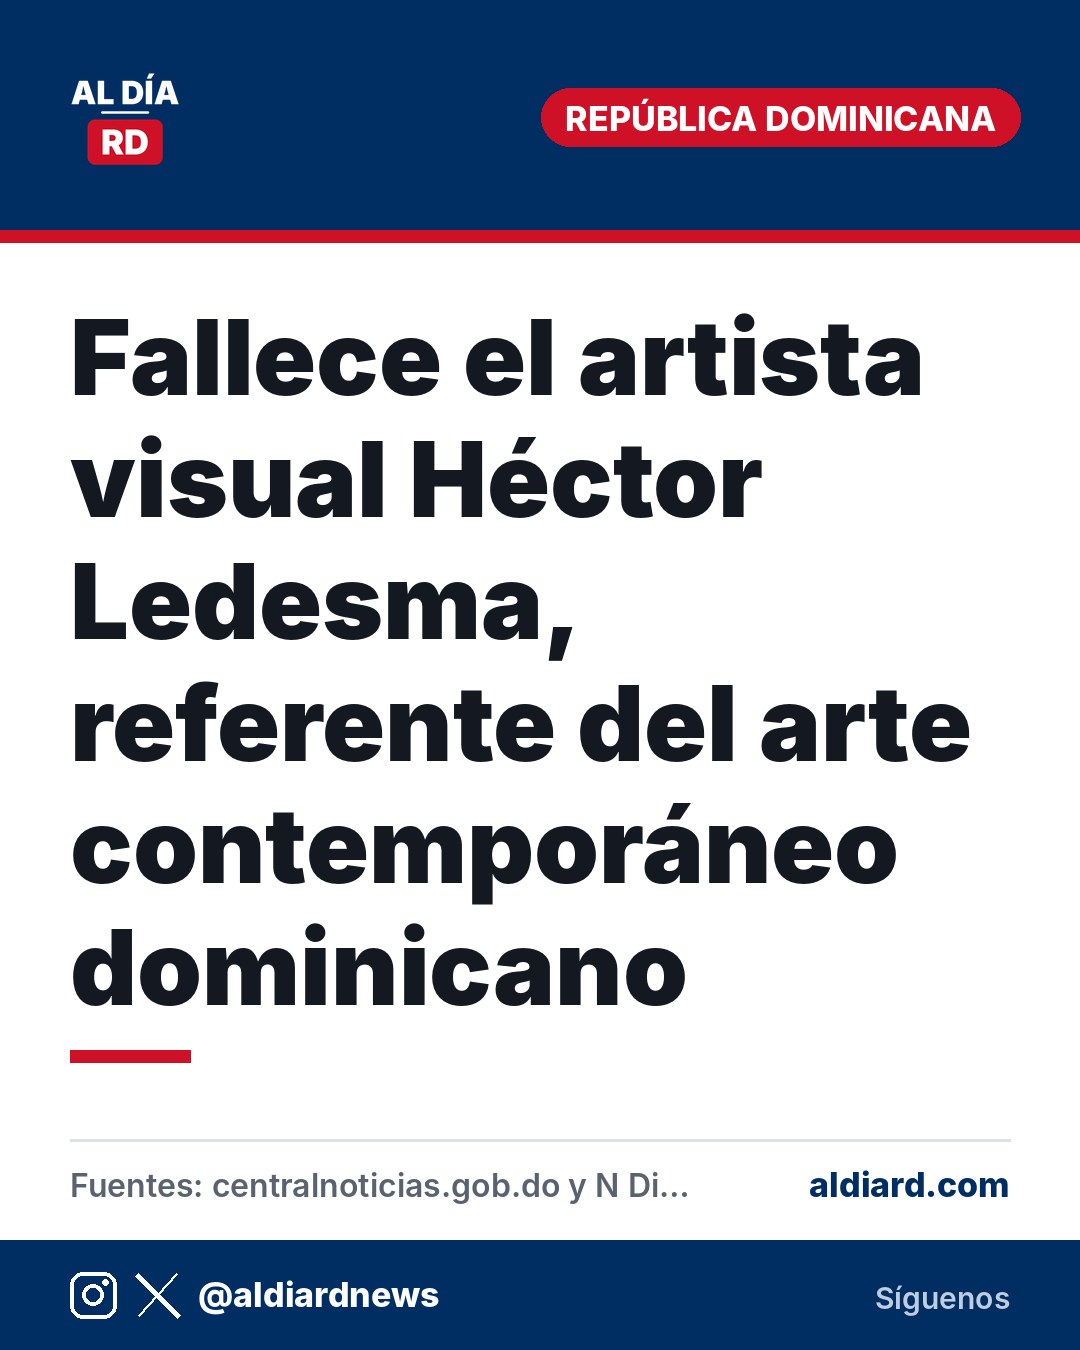 AL DÍA
RD
REPÚBLICA DOMINICANA
Fallece el artista
visual Héctor
Ledesma,
referente del arte
contemporáneo
dominicano
Fuentes: centralnoticias.gob.do y N Di...
aldiard.com
@aldiardnews
Síguenos